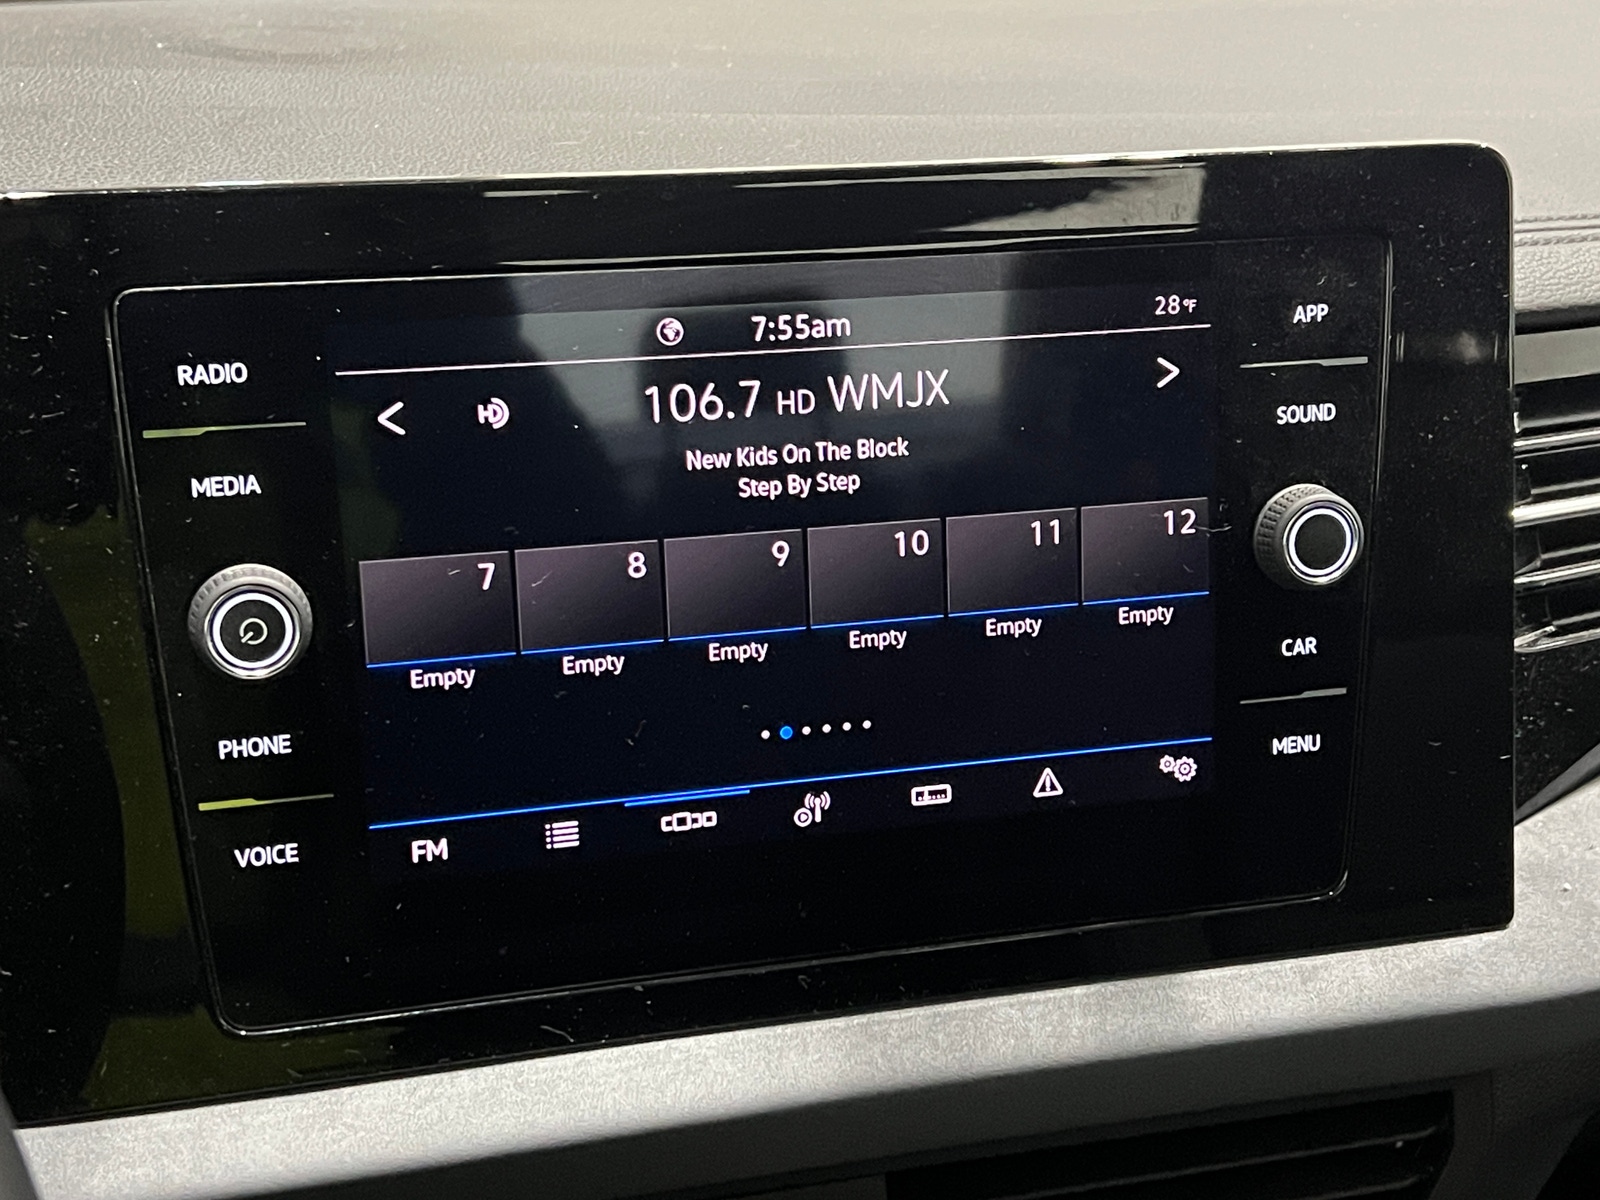 7:55am
28°F
RADIO
MEDIA
PHONE
VOICE
HD
106.7 HD WMJX
New Kids On The Block
Step By Step
7
8
9
10
11
12
Empty
Empty
Empty
Empty
Empty
Empty
FM
APP
SOUND
CAR
MENU